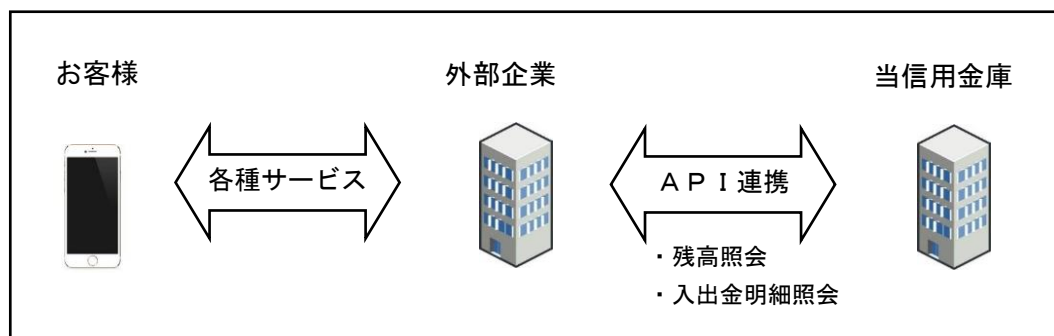 お客様
外部企業
当信用金庫
各種サービス
ＡＰＩ連携
・残高照会
・入出金明細照会